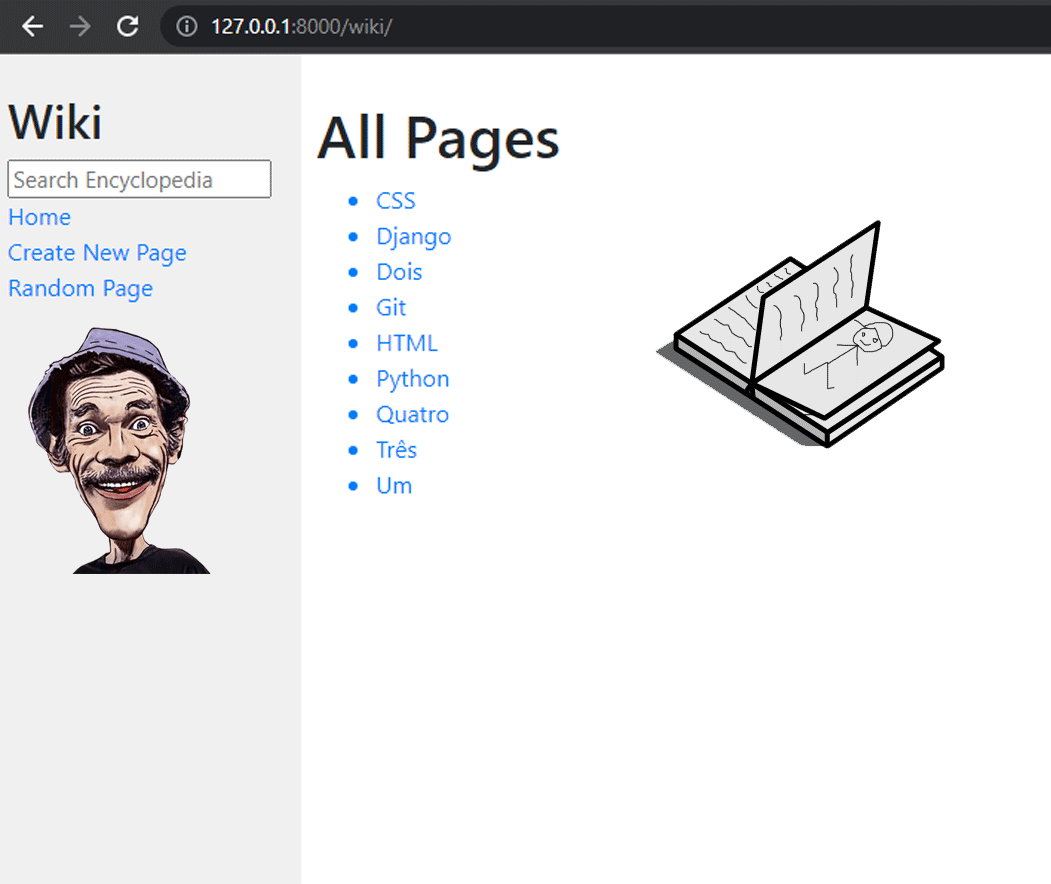 127.0.0.1:8000/wiki/
Wiki
Search Encyclopedia
Home
Create New Page
Random Page
All Pages
CSS
Django
Dois
Git
HTML
Python
Quatro
Três
Um